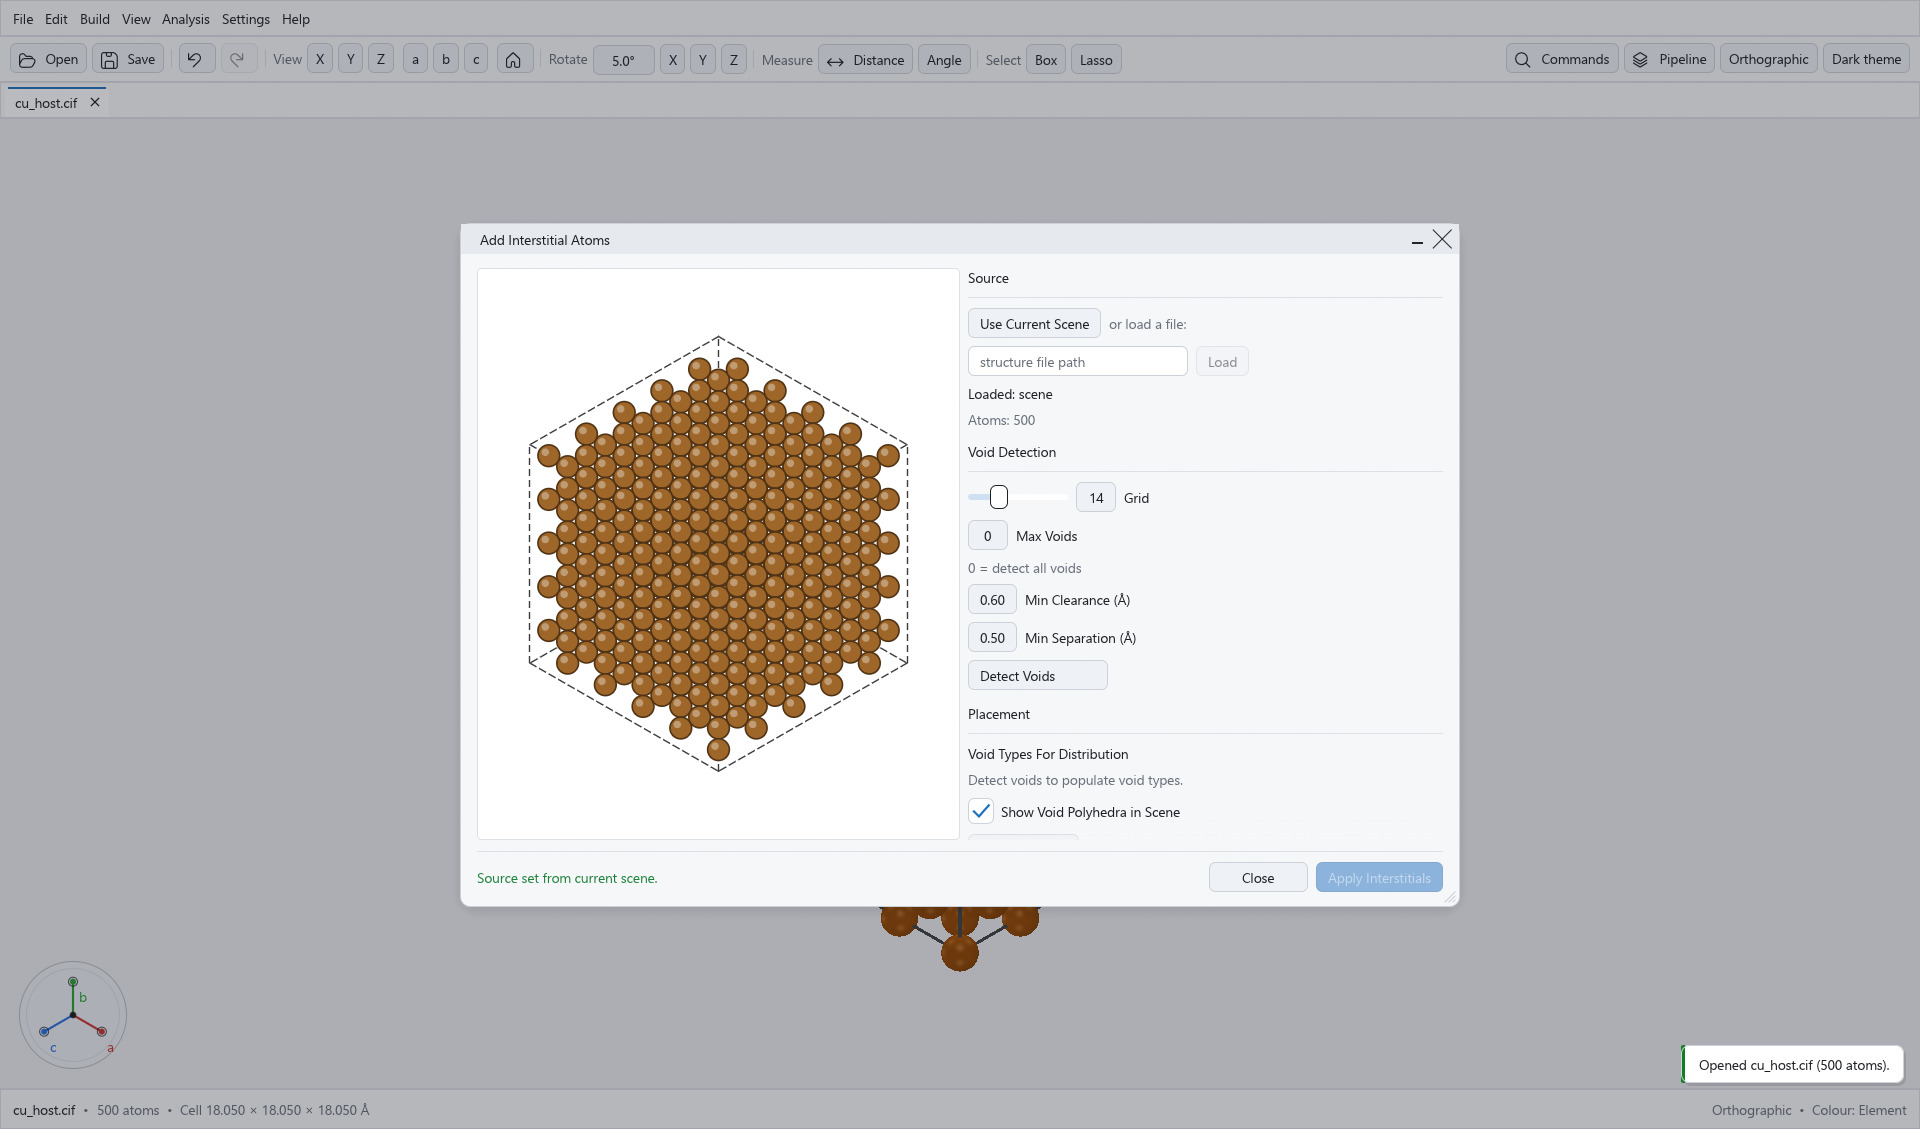 File Edit Build View Analysis Settings Help
Open Save View X Y Z a b c Rotate 5.0° X Y Z Measure Distance Angle Select Box Lasso Commands Pipeline Orthographic Dark theme
cu_host.cif
Add Interstitial Atoms
Source
Use Current Scene or load a file:
structure file path Load
Loaded: scene
Atoms: 500
Void Detection
14 Grid
0 Max Voids
0 = detect all voids
0.60 Min Clearance (Å)
0.50 Min Separation (Å)
Detect Voids
Placement
Void Types For Distribution
Detect voids to populate void types.
Show Void Polyhedra in Scene
Source set from current scene.
Close Apply Interstitials
b
c a
Opened cu_host.cif (500 atoms).
cu_host.cif • 500 atoms • Cell 18.050 × 18.050 × 18.050 Å
Orthographic • Colour: Element